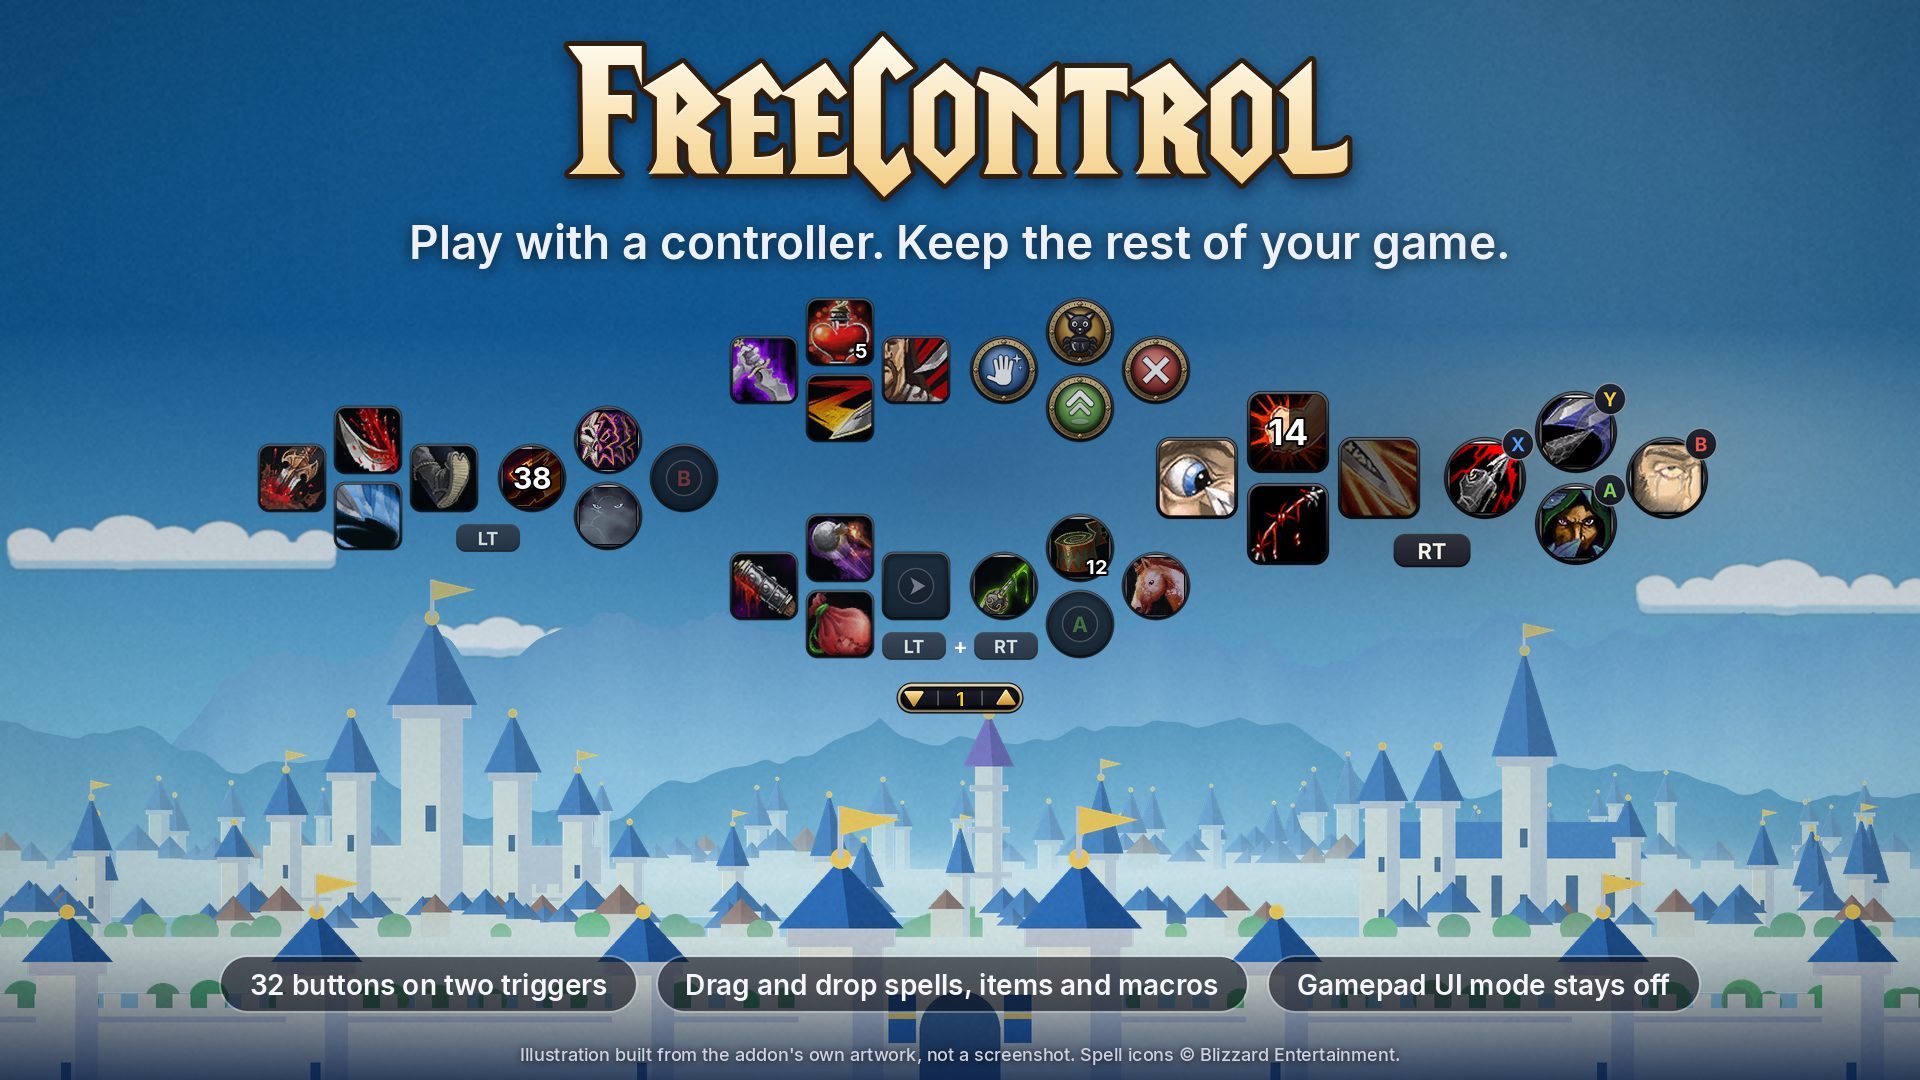 FREECONTROL
Play with a controller. Keep the rest of your game.
5
38
B
LT
14
X
Y
A
B
RT
12
A
LT + RT
1
32 buttons on two triggers
Drag and drop spells, items and macros
Gamepad UI mode stays off
Illustration built from the addon's own artwork, not a screenshot. Spell icons © Blizzard Entertainment.